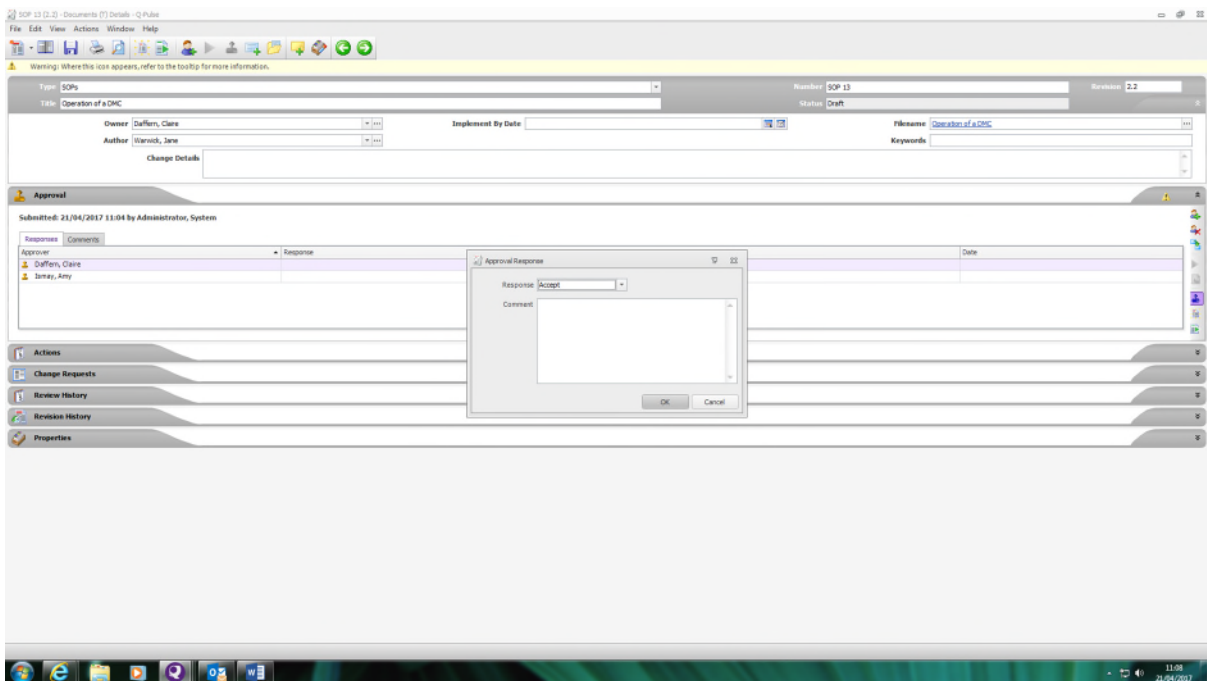 SOP 13 (2.2) - Documents (7) Details - Q-Pulse
File Edit View Actions Window Help
Warning: Where this icon appears, refer to the tooltip for more information.
Type SOPs Number SOP 13 Revision 2.2
Title Operation of a DMC Status Draft
Owner Daffern, Claire Implement By Date Filename Operation of a DMC
Author Warwick, Jane Keywords
Change Details
Approval
Submitted: 21/04/2017 11:04 by Administrator, System
Responses Comments
Approver Response Date
Daffern, Claire
Ismay, Amy
Approval Response
Response Accept
Comment
OK Cancel
Actions
Change Requests
Review History
Revision History
Properties
11:08
21/04/2017